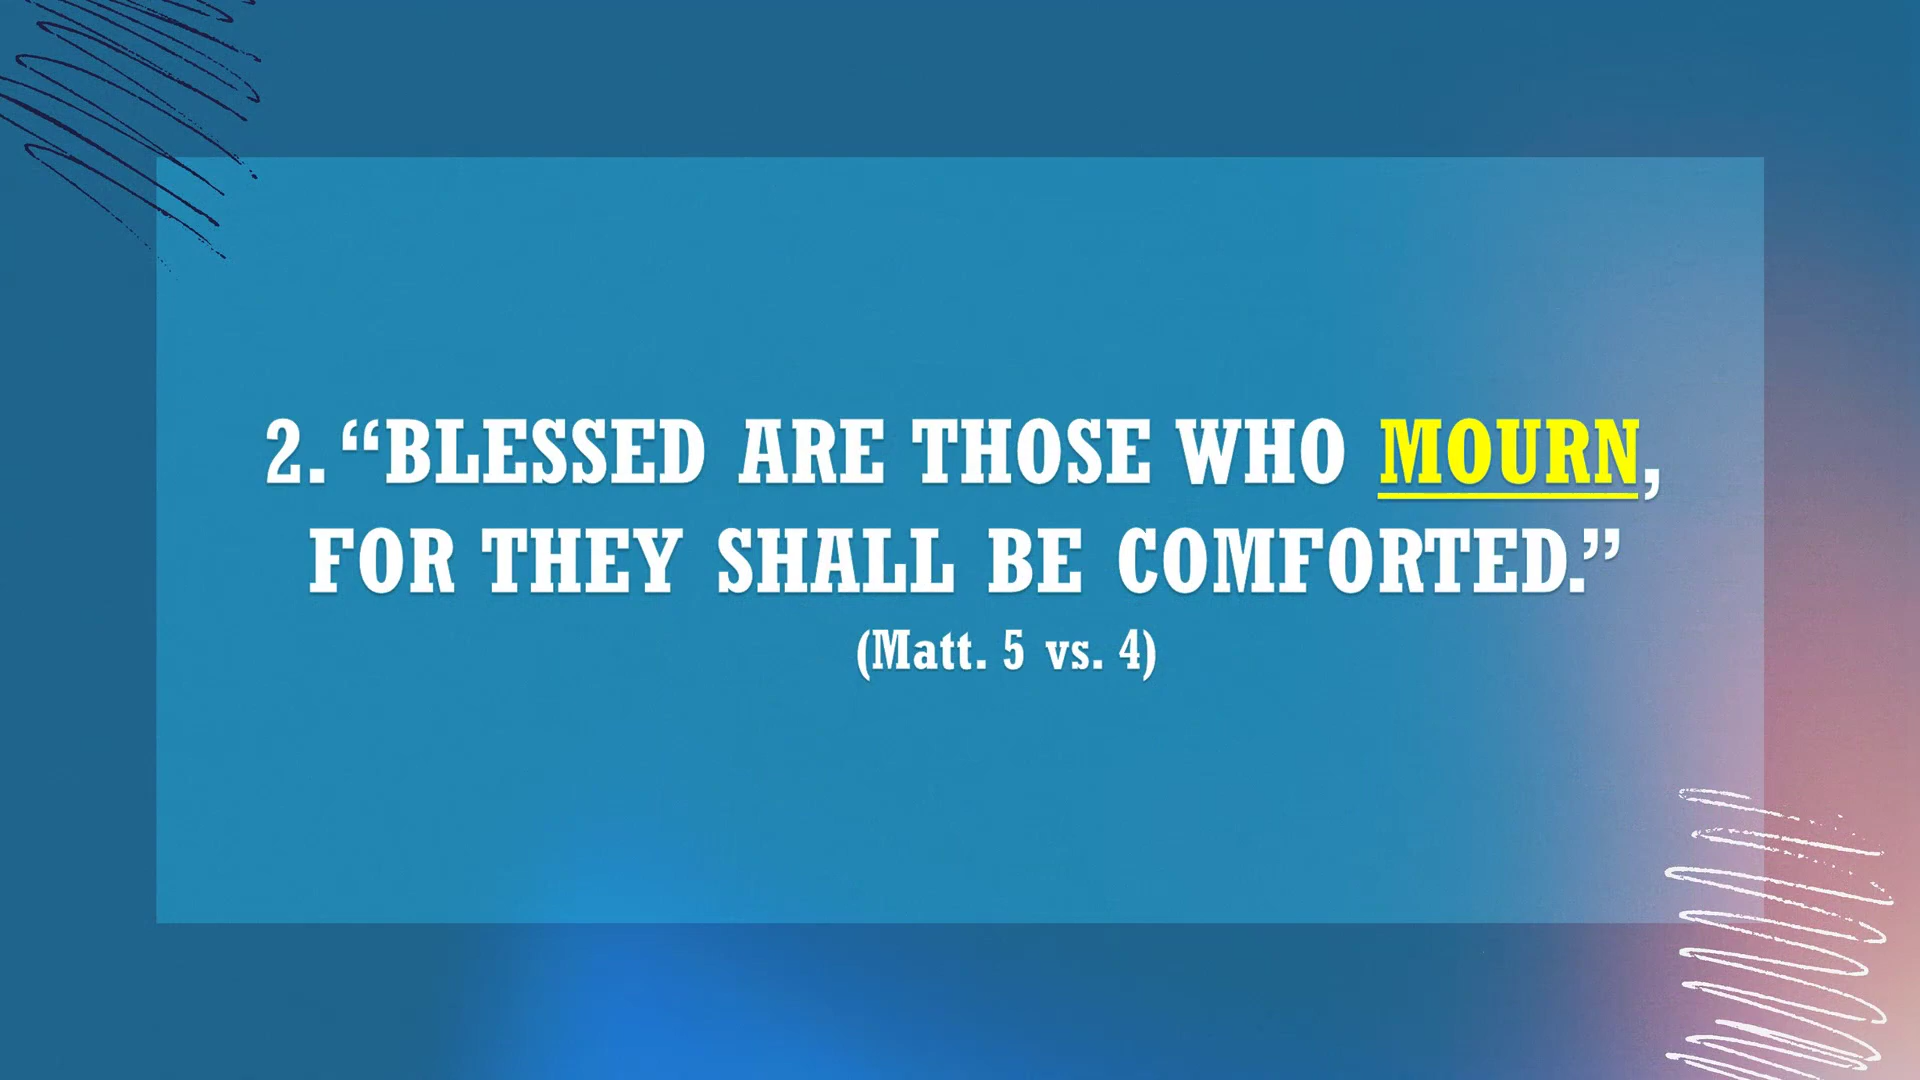 2. “BLESSED ARE THOSE WHO MOURN,
FOR THEY SHALL BE COMFORTED.”
(Matt. 5 vs. 4)